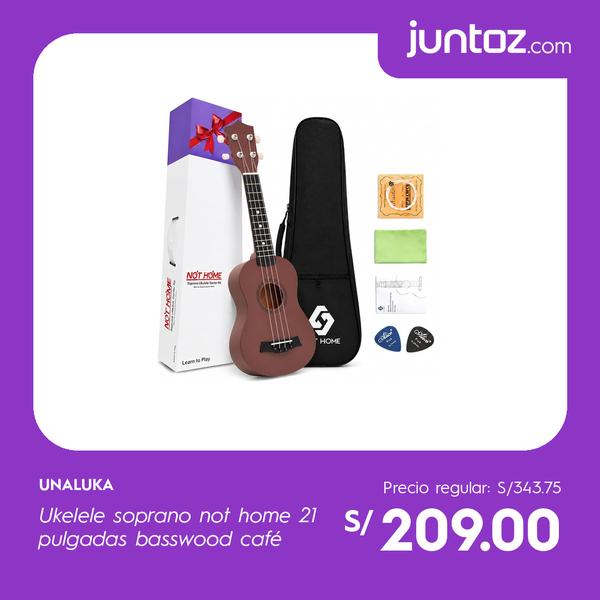 juntoz.com
NOT HOME
NOT HOME
Learn to Play
T HOME
UNALUKA
Ukelele soprano not home 21
pulgadas basswood café
Precio regular: S/343.75
S/ 209.00